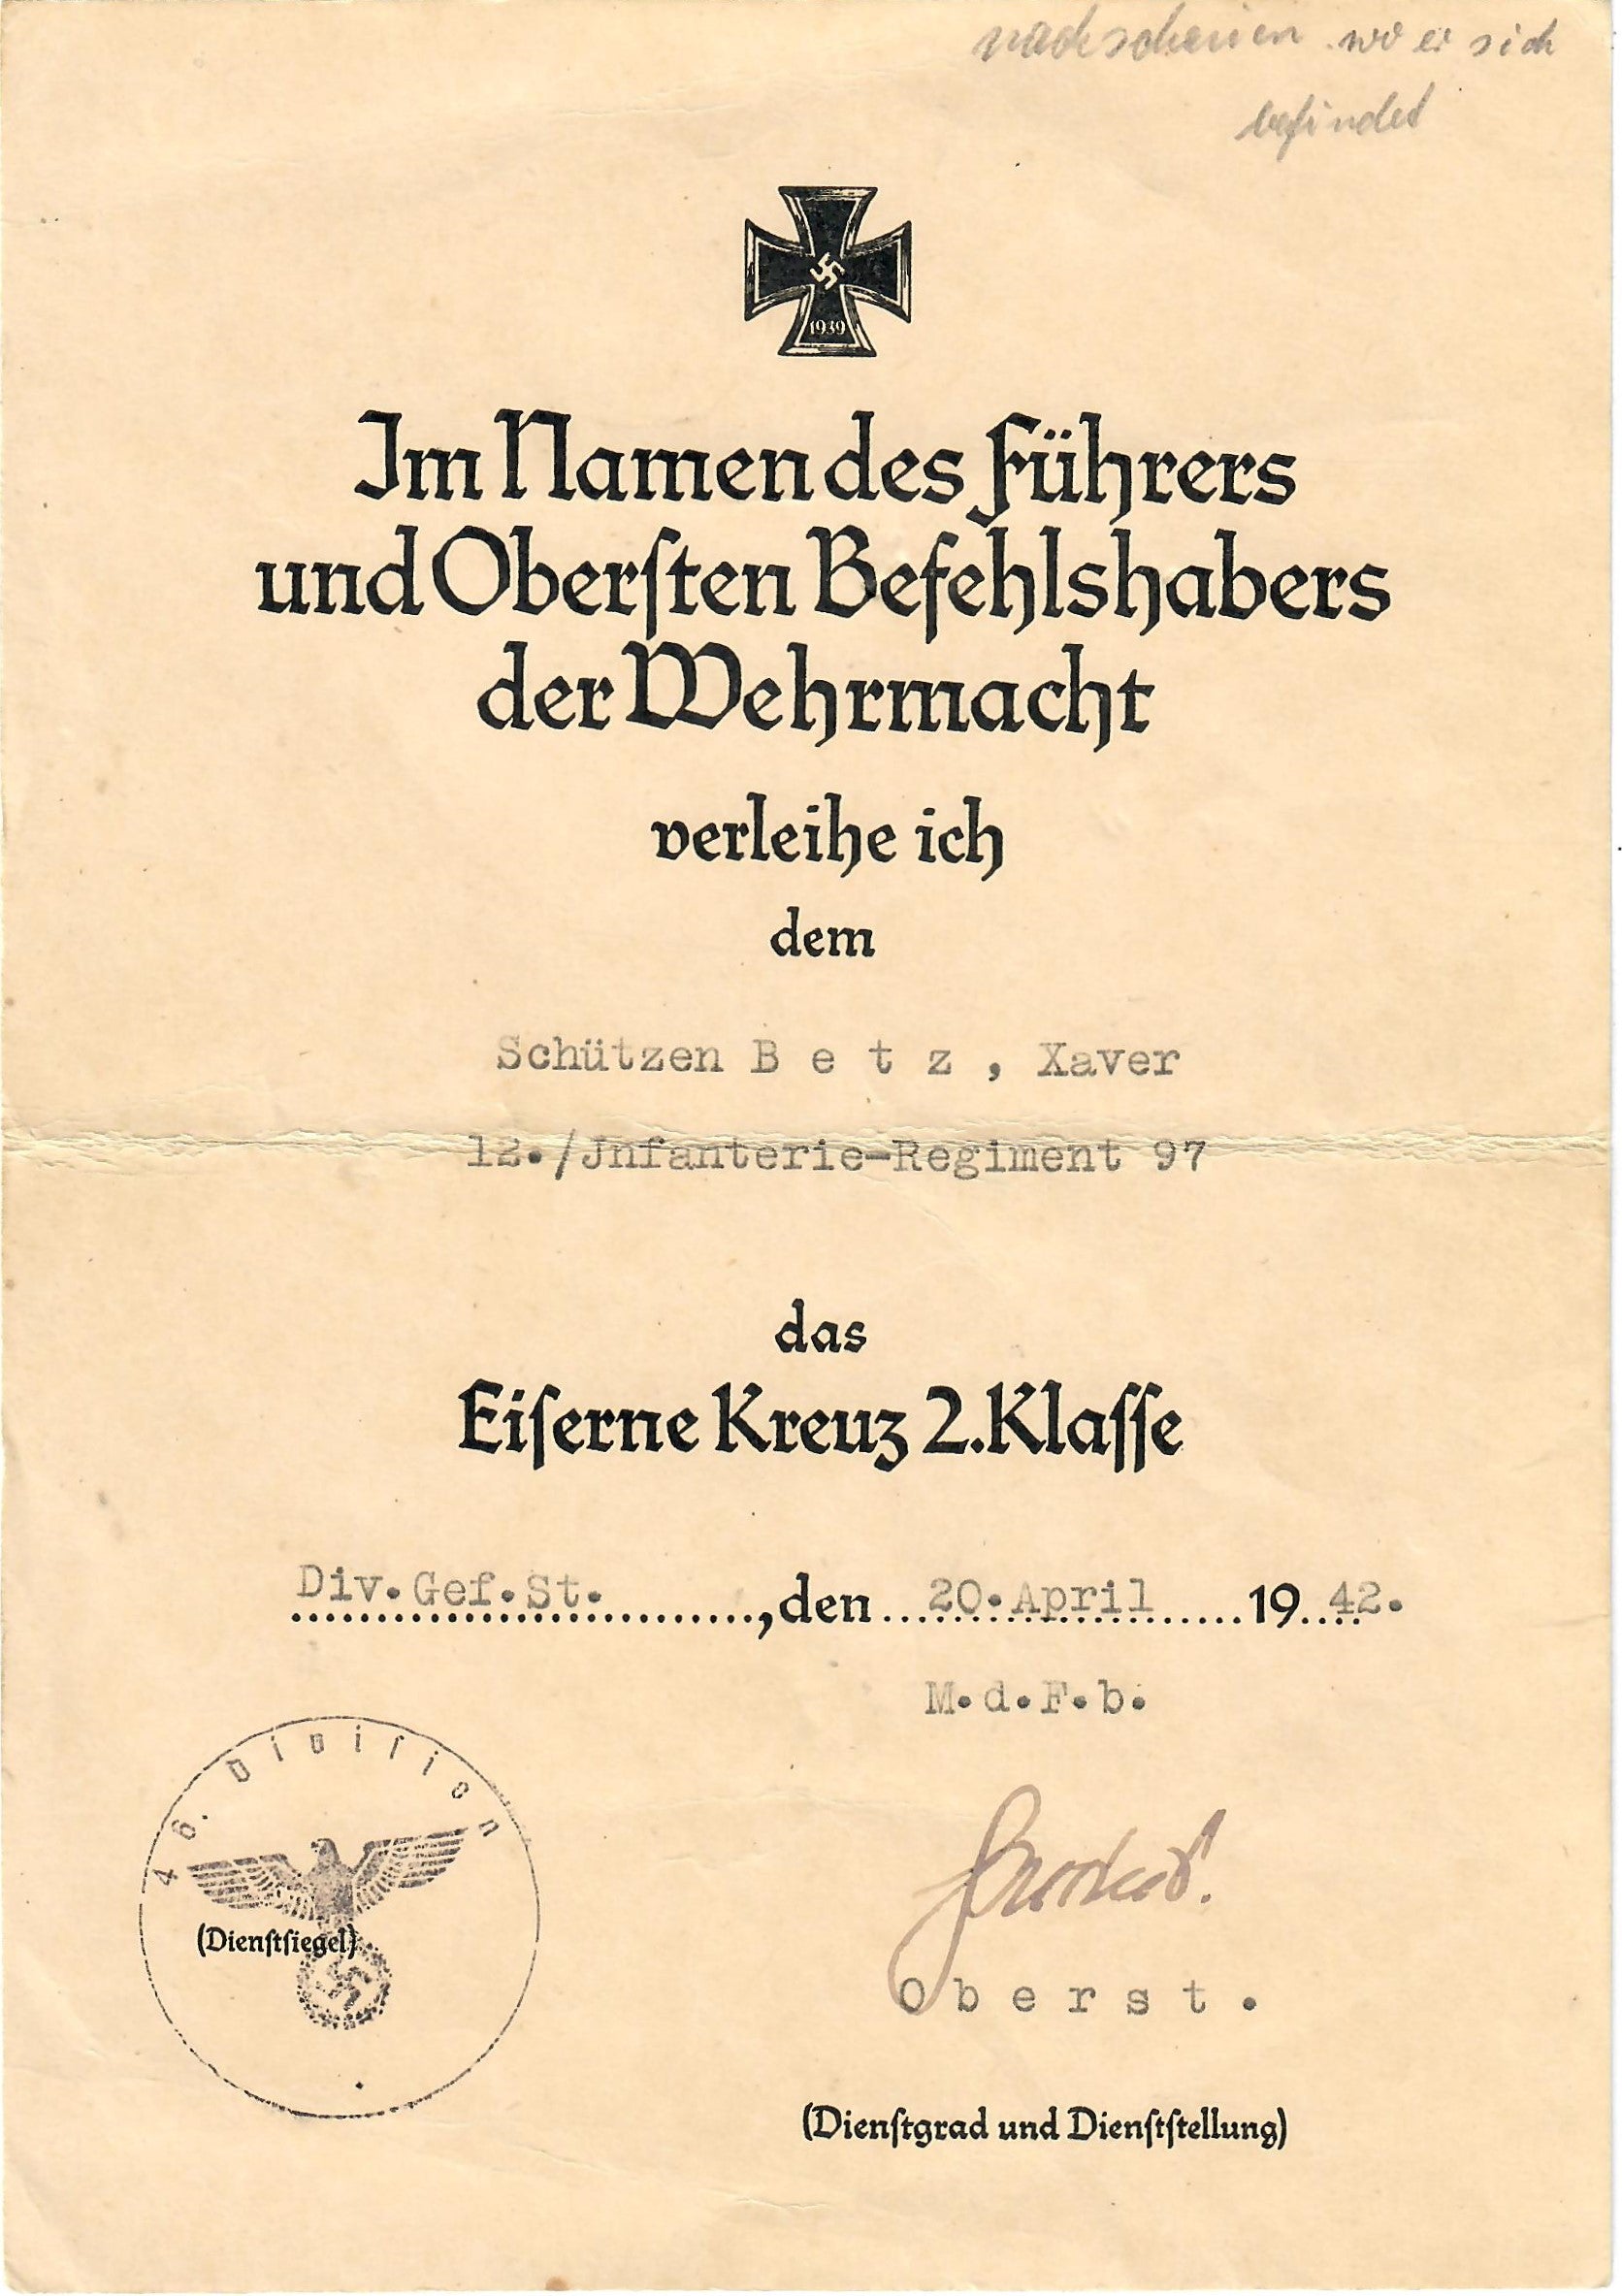 wo er sich
befindet
1939
Im Namen des Führers
und Oberſten Befehlshabers
der Wehrmacht
verleihe ich
dem
Schützen B e t z , Xaver
12./Jnfanterie-Regiment 97
das
Eiſerne Kreuz 2. Klaſſe
Div.Gef.St. , den 20.April 19 42.
M.d.F.b.
46. Diviſion
(Dienſtſiegel)
O b e r s t .
(Dienſtgrad und Dienſtſtellung)